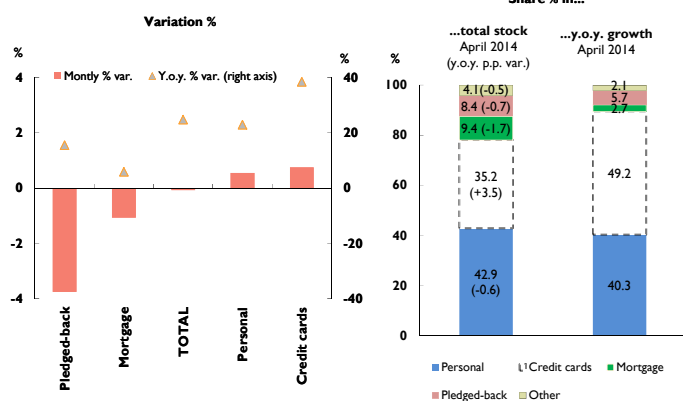 Share % in...
Variation %
%
%
%
4
2
0
-2
-4
Montly % var.
Y.o.y. % var. (right axis)
40
20
0
-20
-40
Pledged-back
Mortgage
TOTAL
Personal
Credit cards
...total stock
April 2014
(y.o.y. p.p. var.)
...y.o.y. growth
April 2014
100
80
60
40
20
0
4.1(-0.5)
8.4 (-0.7)
9.4 (-1.7)
35.2
(+3.5)
42.9
(-0.6)
2.1
5.7
2.7
49.2
40.3
Personal
Credit cards
Mortgage
Pledged-back
Other